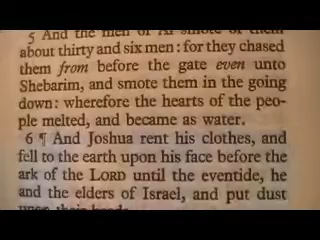 5 And the men of Ai smote of them
about thirty and six men: for they chased
them from before the gate even unto
Shebarim, and smote them in the going
down: wherefore the hearts of the peo-
ple melted, and became as water.
6 ¶ And Joshua rent his clothes, and
fell to the earth upon his face before the
ark of the LORD until the eventide, he
and the elders of Israel, and put dust
upon their heads.